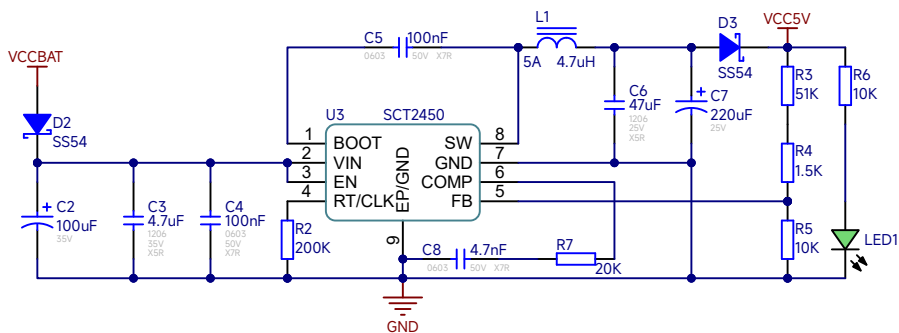 VCCBAT
D2
SS54
C2
100uF
35V
C3
4.7uF
1206
35V
X5R
C4
100nF
0603
50V
X7R
C5
100nF
0603
50V
X7R
U3
SCT2450
1
BOOT
2
VIN
3
EN
4
RT/CLK
EP/GND
9
SW
8
GND
7
COMP
6
FB
5
R2
200K
C8
4.7nF
0603
50V
X7R
R7
20K
GND
L1
5A
4.7uH
C6
47uF
1206
25V
X5R
C7
220uF
25V
D3
SS54
VCC5V
R3
51K
R4
1.5K
R5
10K
R6
10K
LED1